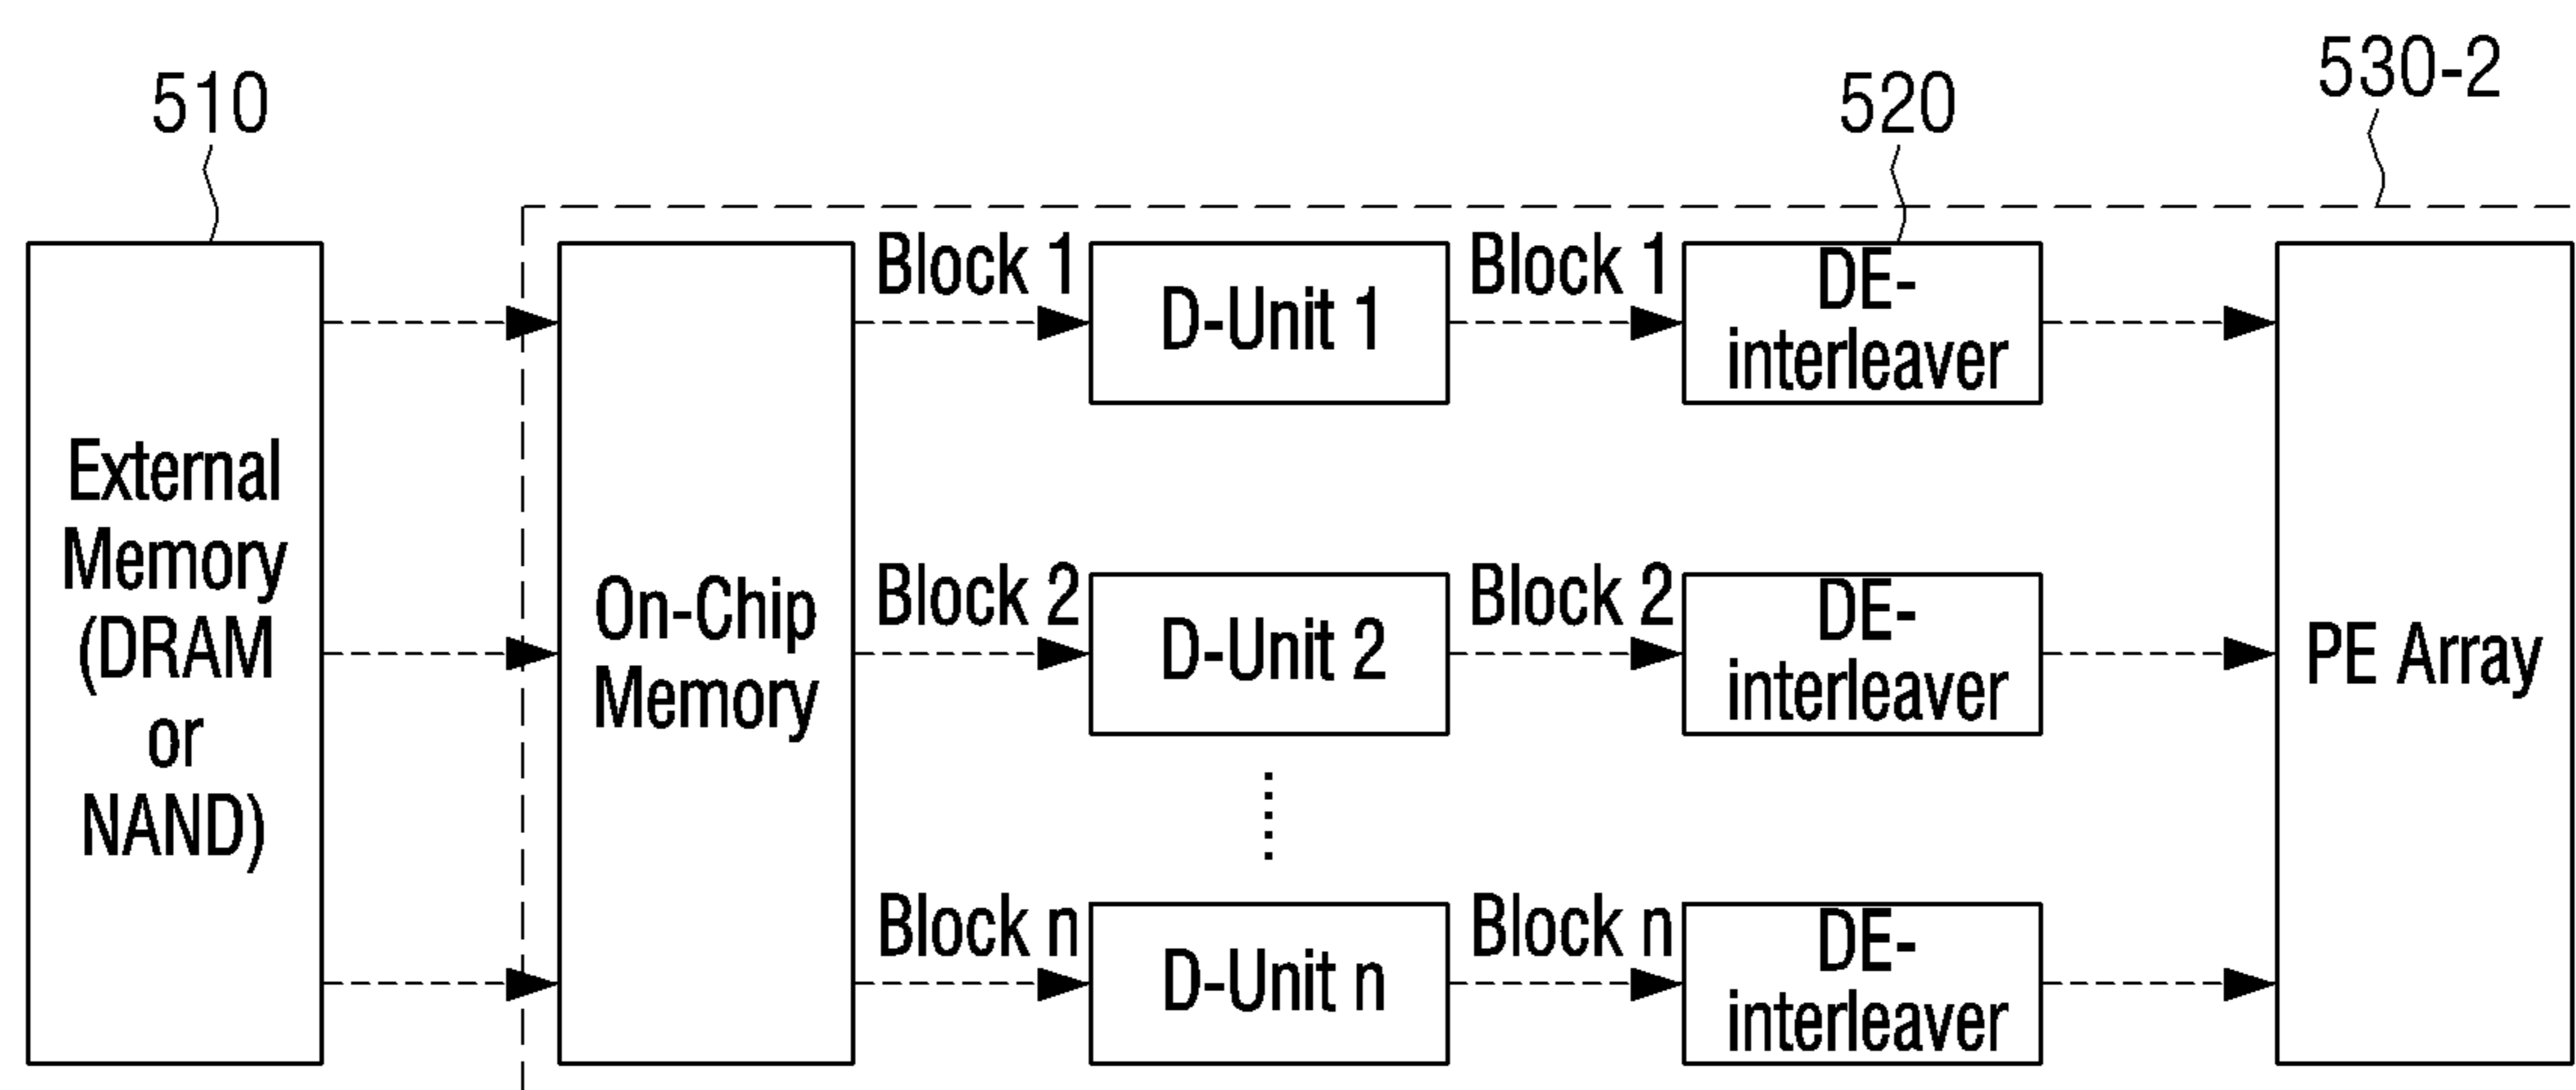 510
520
530-2
External
Memory
(DRAM
or
NAND)
On-Chip
Memory
Block 1
D-Unit 1
Block 1
DE-
interleaver
Block 2
D-Unit 2
Block 2
DE-
interleaver
Block n
D-Unit n
Block n
DE-
interleaver
PE Array